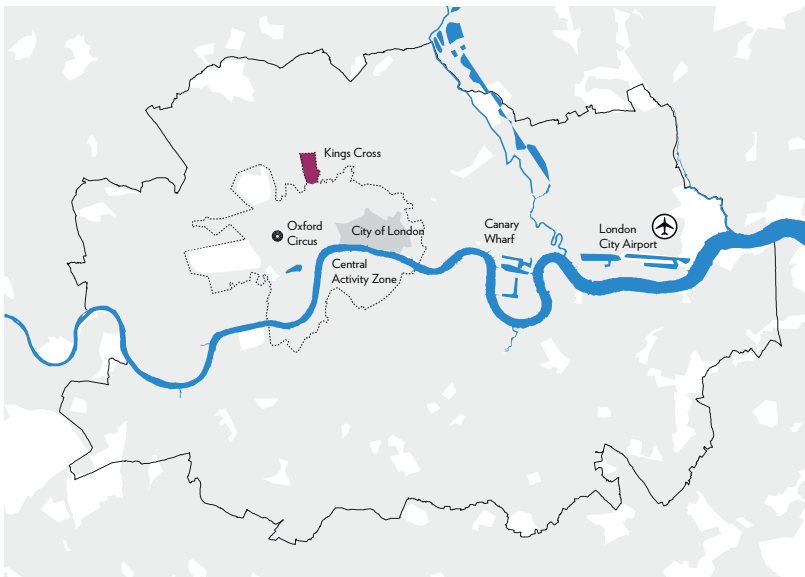 Kings Cross
Oxford
Circus
City of London
Canary
Wharf
London
City Airport
Central
Activity Zone